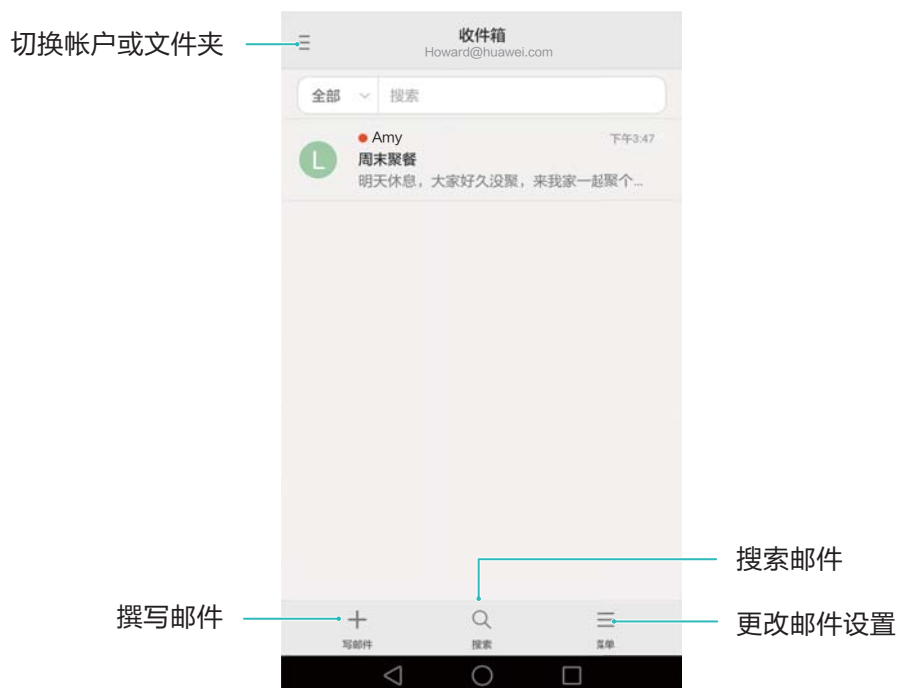 切换帐户或文件夹
收件箱
Howard@huawei.com
全部
搜索
Amy
下午3:47
L
周末聚餐
明天休息，大家好久没聚，来我家一起聚个...
搜索邮件
撰写邮件
更改邮件设置
写邮件
搜索
菜单